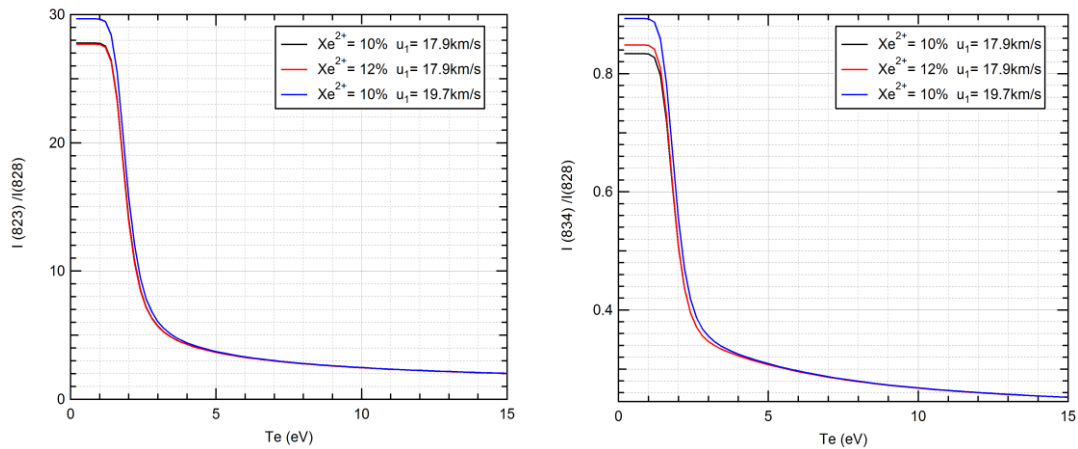 30
20
10
0
I (823) /I(828)
Xe²⁺= 10% u₁= 17.9km/s
Xe²⁺= 12% u₁= 17.9km/s
Xe²⁺= 10% u₁= 19.7km/s
0 5 10 15
Te (eV)
0.8
0.6
0.4
I (834) /I(828)
Xe²⁺= 10% u₁= 17.9km/s
Xe²⁺= 12% u₁= 17.9km/s
Xe²⁺= 10% u₁= 19.7km/s
0 5 10 15
Te (eV)